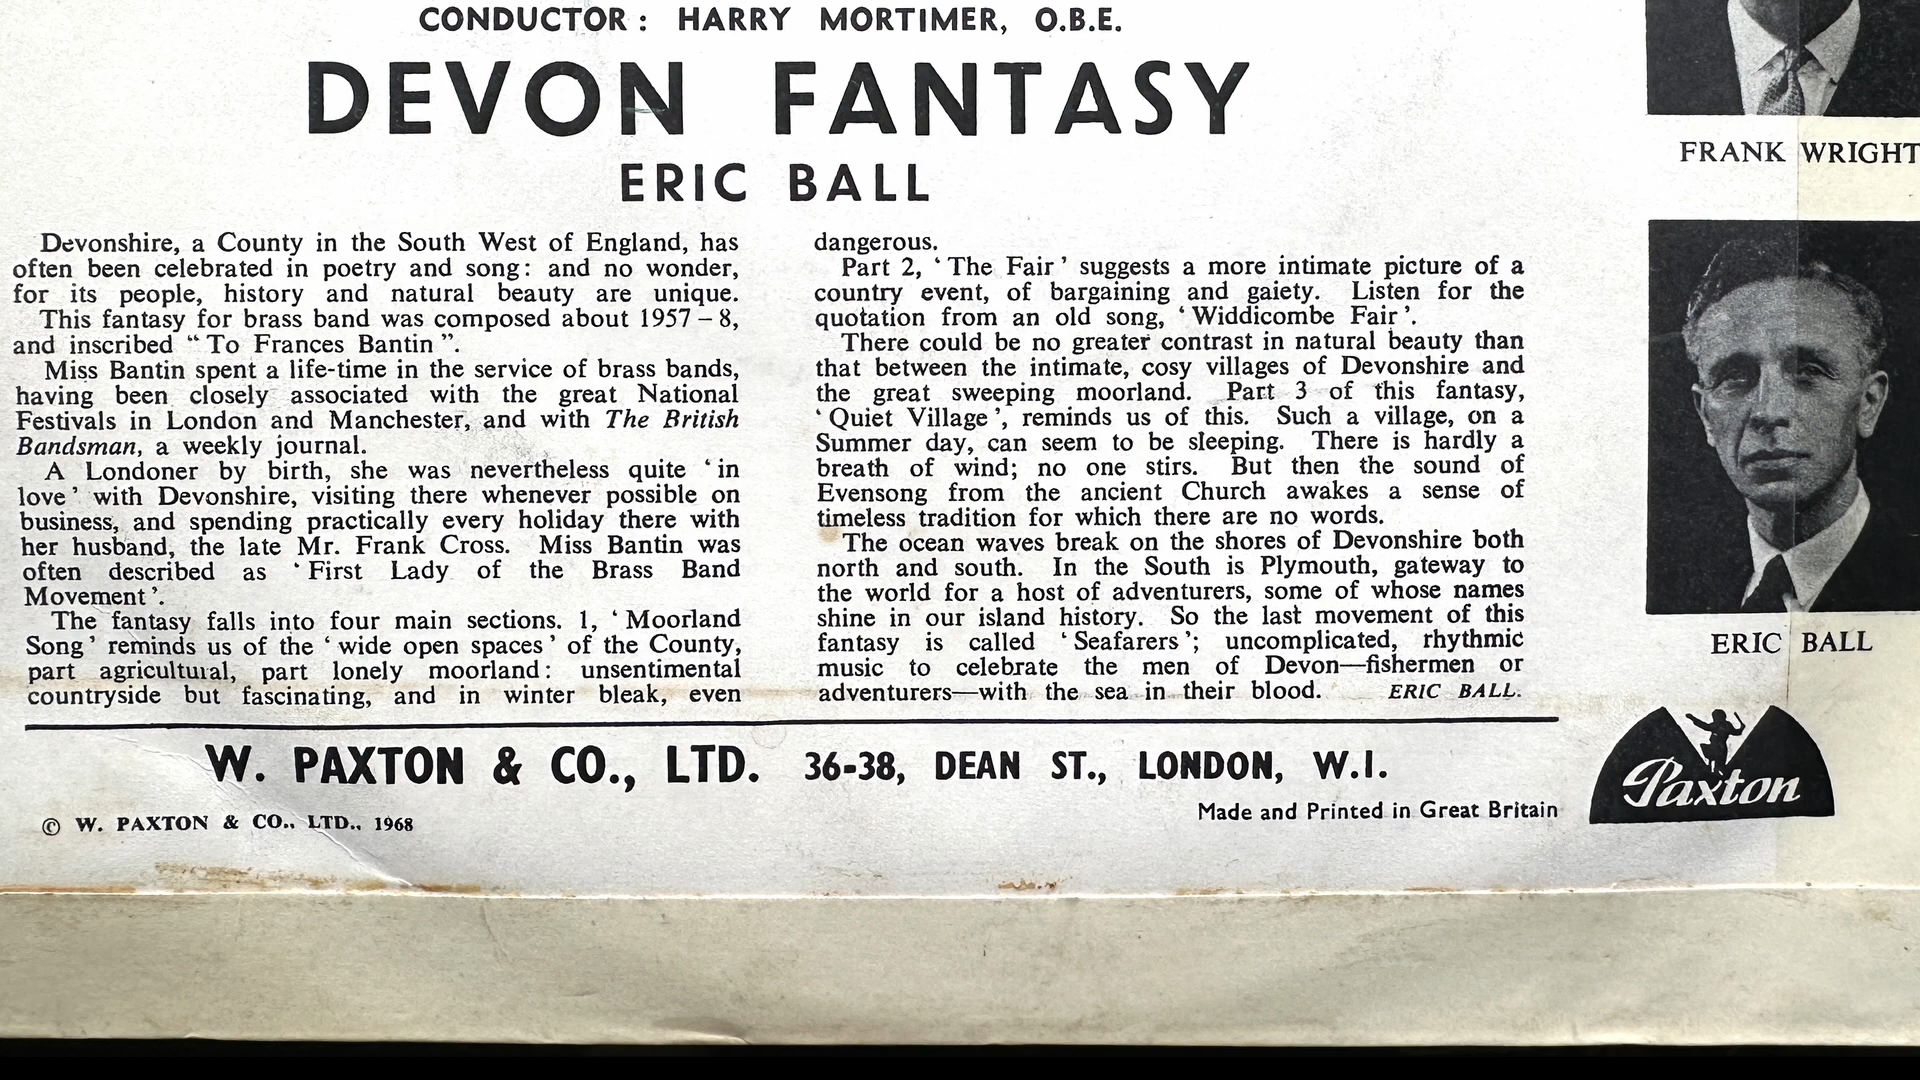 CONDUCTOR : HARRY MORTIMER, O.B.E.
DEVON FANTASY
ERIC BALL
Devonshire, a County in the South West of England, has
often been celebrated in poetry and song: and no wonder,
for its people, history and natural beauty are unique.
This fantasy for brass band was composed about 1957–8,
and inscribed “To Frances Bantin”.
Miss Bantin spent a life-time in the service of brass bands,
having been closely associated with the great National
Festivals in London and Manchester, and with The British
Bandsman, a weekly journal.
A Londoner by birth, she was nevertheless quite ‘in
love’ with Devonshire, visiting there whenever possible on
business, and spending practically every holiday there with
her husband, the late Mr. Frank Cross. Miss Bantin was
often described as ‘First Lady of the Brass Band
Movement’.
The fantasy falls into four main sections. 1, ‘Moorland
Song’ reminds us of the ‘wide open spaces’ of the County,
part agricultural, part lonely moorland: unsentimental
countryside but fascinating, and in winter bleak, even
dangerous.
Part 2, ‘The Fair’ suggests a more intimate picture of a
country event, of bargaining and gaiety. Listen for the
quotation from an old song, ‘Widdicombe Fair’.
There could be no greater contrast in natural beauty than
that between the intimate, cosy villages of Devonshire and
the great sweeping moorland. Part 3 of this fantasy,
‘Quiet Village’, reminds us of this. Such a village, on a
Summer day, can seem to be sleeping. There is hardly a
breath of wind; no one stirs. But then the sound of
Evensong from the ancient Church awakes a sense of
timeless tradition for which there are no words.
The ocean waves break on the shores of Devonshire both
north and south. In the South is Plymouth, gateway to
the world for a host of adventurers, some of whose names
shine in our island history. So the last movement of this
fantasy is called ‘Seafarers’; uncomplicated, rhythmic
music to celebrate the men of Devon—fishermen or
adventurers—with the sea in their blood. ERIC BALL.
FRANK WRIGHT
ERIC BALL
W. PAXTON & CO., LTD. 36-38, DEAN ST., LONDON, W.I.
Made and Printed in Great Britain
© W. PAXTON & CO., LTD., 1968
Paxton